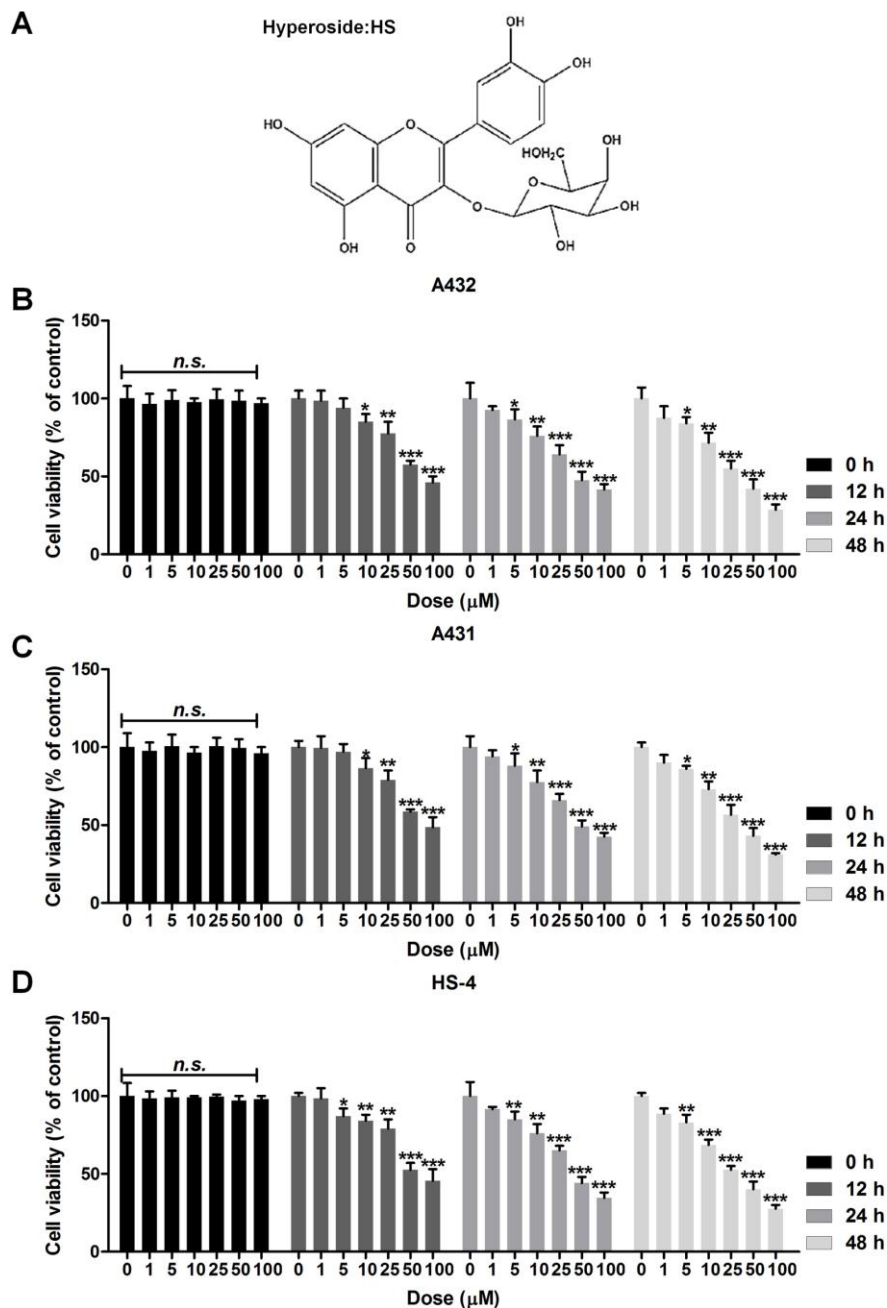 A
Hyperoside:HS
OH
OH
HO
O
HOH₂C
OH
O
O
OH
OH
OH
O
A432
B
Cell viability (% of control)
150
100
50
0
n.s.
* ** *** ***
* ** *** *** ***
* ** *** *** ***
0 1 5 10 25 50 100 0 1 5 10 25 50 100 0 1 5 10 25 50 100 0 1 5 10 25 50 100
Dose (μM)
0 h
12 h
24 h
48 h
A431
C
Cell viability (% of control)
150
100
50
0
n.s.
* ** *** ***
* ** *** *** ***
* ** *** *** ***
0 1 5 10 25 50 100 0 1 5 10 25 50 100 0 1 5 10 25 50 100 0 1 5 10 25 50 100
Dose (μM)
0 h
12 h
24 h
48 h
D
HS-4
Cell viability (% of control)
150
100
50
0
n.s.
* ** ** *** ***
** ** *** *** ***
** *** *** *** ***
0 1 5 10 25 50 100 0 1 5 10 25 50 100 0 1 5 10 25 50 100 0 1 5 10 25 50 100
Dose (μM)
0 h
12 h
24 h
48 h